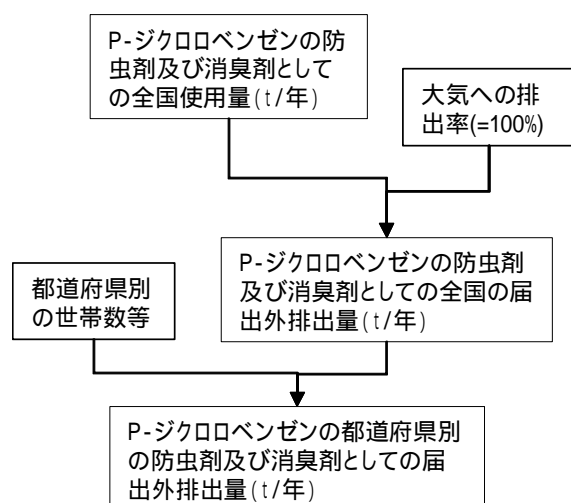 P-ジクロロベンゼンの防
虫剤及び消臭剤として
の全国使用量(t/年)
大気への排
出率(=100%)
P-ジクロロベンゼンの防虫剤
及び消臭剤としての全国の届
出外排出量(t/年)
都道府県別
の世帯数等
P-ジクロロベンゼンの都道府県別
の防虫剤及び消臭剤としての届
出外排出量(t/年)